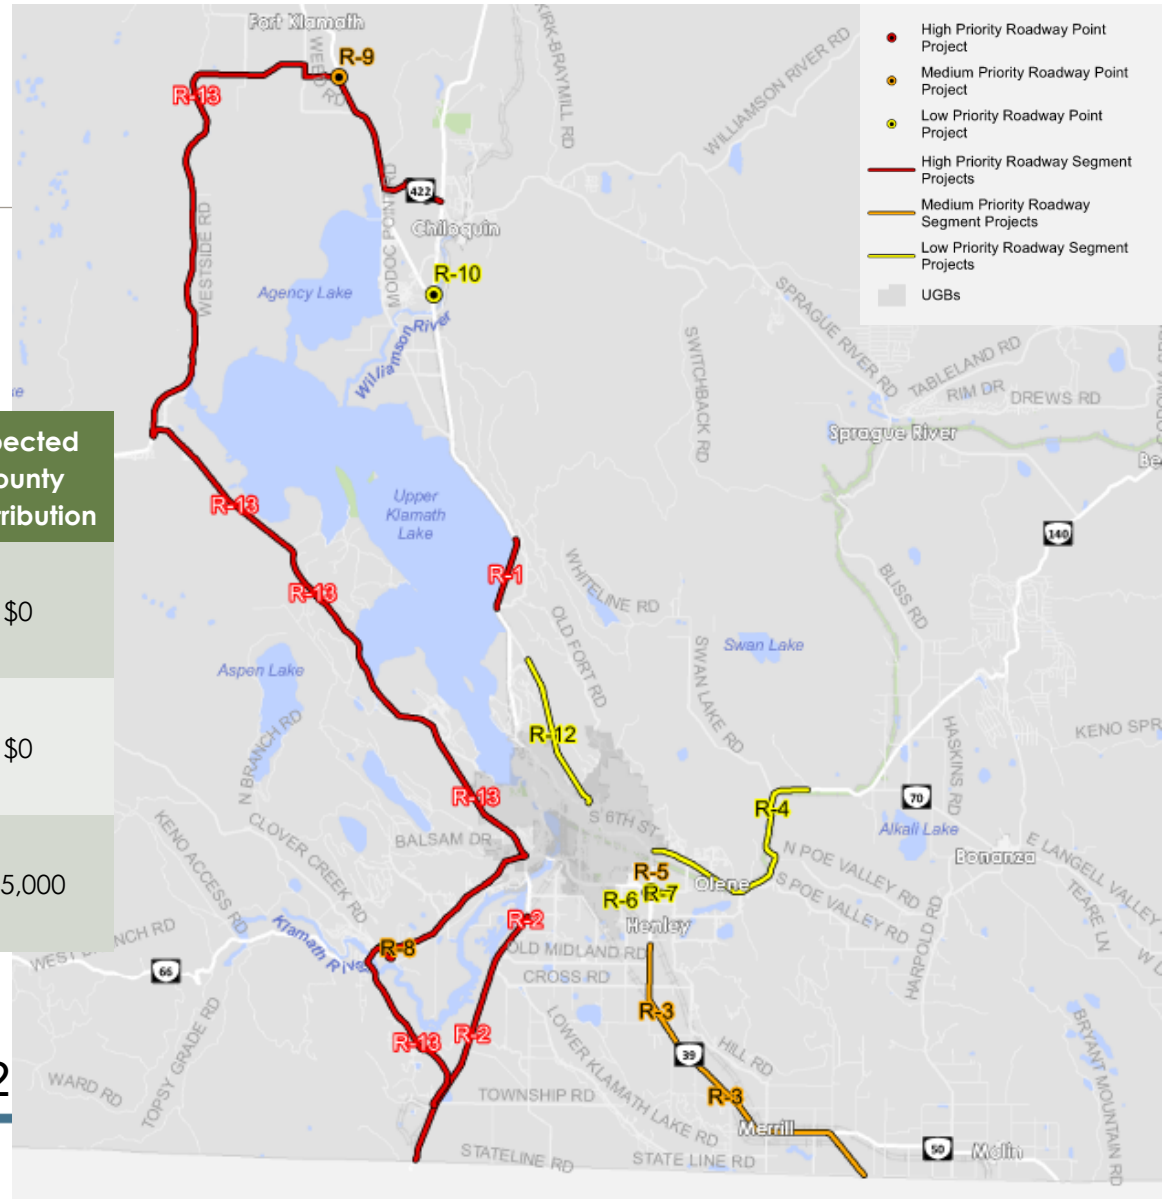 Fort Klamath
WEED RD
R-9
R-13
KIRK-BRAYMILL RD
WILLIAMSON RIVER RD
High Priority Roadway Point
Project
Medium Priority Roadway Point
Project
Low Priority Roadway Point
Project
High Priority Roadway Segment
Projects
Medium Priority Roadway
Segment Projects
Low Priority Roadway Segment
Projects
UGBs
422
Chiloquin
WESTSIDE RD
MODOC POINT RD
R-10
Agency Lake
Williamson River
SPRAGUE RIVER RD
SWITCHBACK RD
TABLELAND RD
RIM DR
DREWS RD
Sprague River
Be
140
ected
ounty
tribution
$0
$0
5,000
2
R-13
Upper
Klamath
Lake
R-1
R-13
WHITELINE RD
OLD FORT RD
BLISS RD
Swan Lake
SWAN LAKE RD
Aspen Lake
N BRANCH RD
R-12
HASKINS RD
KENO SPR
R-13
70
R-4
S 6TH ST
Alkali Lake
KENO ACCESS RD
CLOVER CREEK RD
BALSAM DR
N POE VALLEY RD
S POE VALLEY RD
Bonanza
E LANGELL VALLEY
TEARE LN
R-5
Olene
R-6
R-7
HARPOLD RD
Henley
R-2
Klamath River
R-8
OLD MIDLAND RD
CROSS RD
66
R-3
R-13
R-2
LOWER KLAMATH LAKE RD
39
HILL RD
BRYANT MOUNTAIN RD
TOPSY GRADE RD
WARD RD
TOWNSHIP RD
R-3
Merrill
50
Malin
STATELINE RD
STATE LINE RD